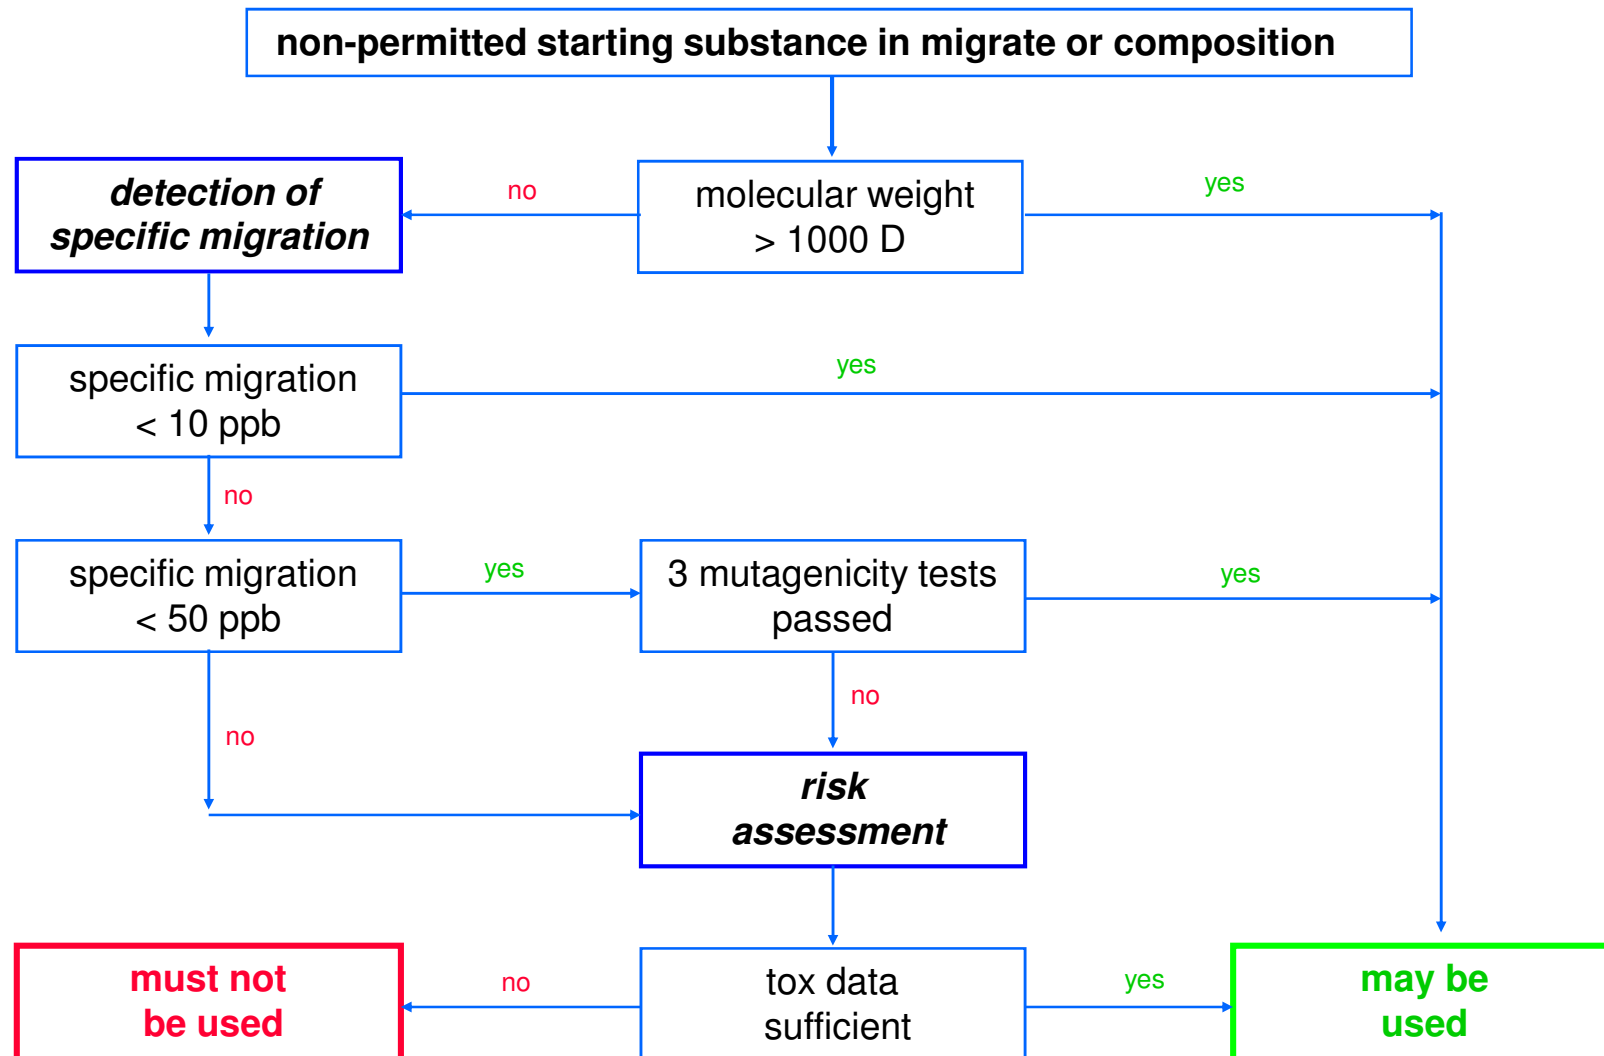 non-permitted starting substance in migrate or composition
detection of
specific migration
no
molecular weight
> 1000 D
yes
specific migration
< 10 ppb
yes
no
specific migration
< 50 ppb
yes
3 mutagenicity tests
passed
yes
no
no
risk
assessment
must not
be used
no
tox data
sufficient
yes
may be
used